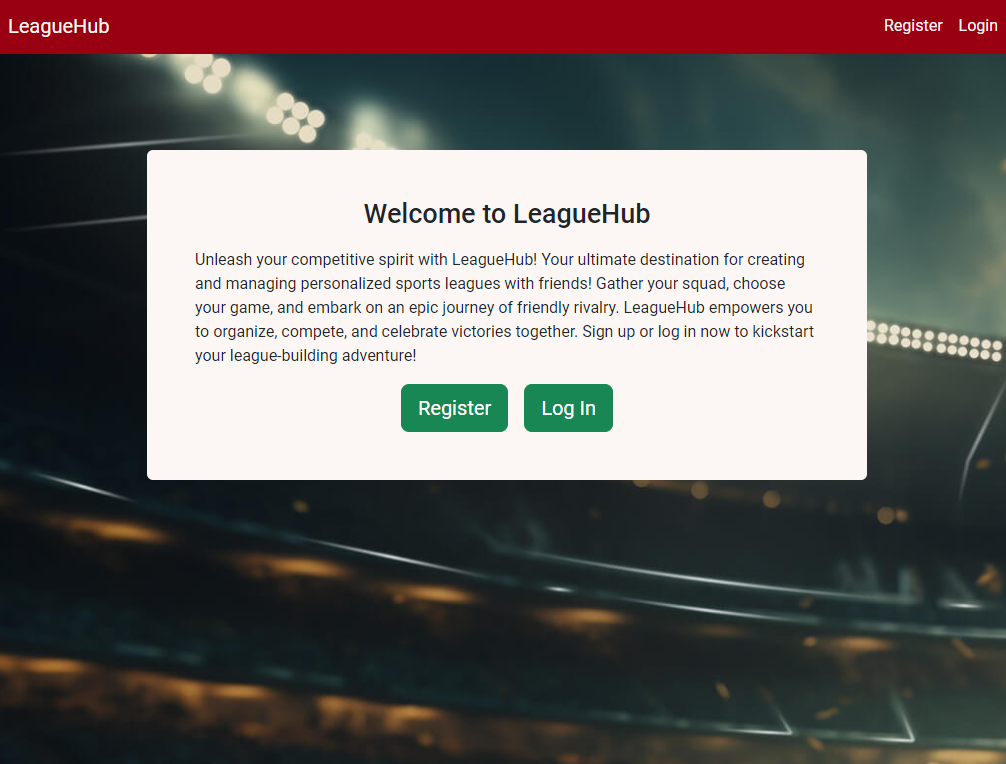 LeagueHub
Register Login
Welcome to LeagueHub
Unleash your competitive spirit with LeagueHub! Your ultimate destination for creating
and managing personalized sports leagues with friends! Gather your squad, choose
your game, and embark on an epic journey of friendly rivalry. LeagueHub empowers you
to organize, compete, and celebrate victories together. Sign up or log in now to kickstart
your league-building adventure!
Register Log In